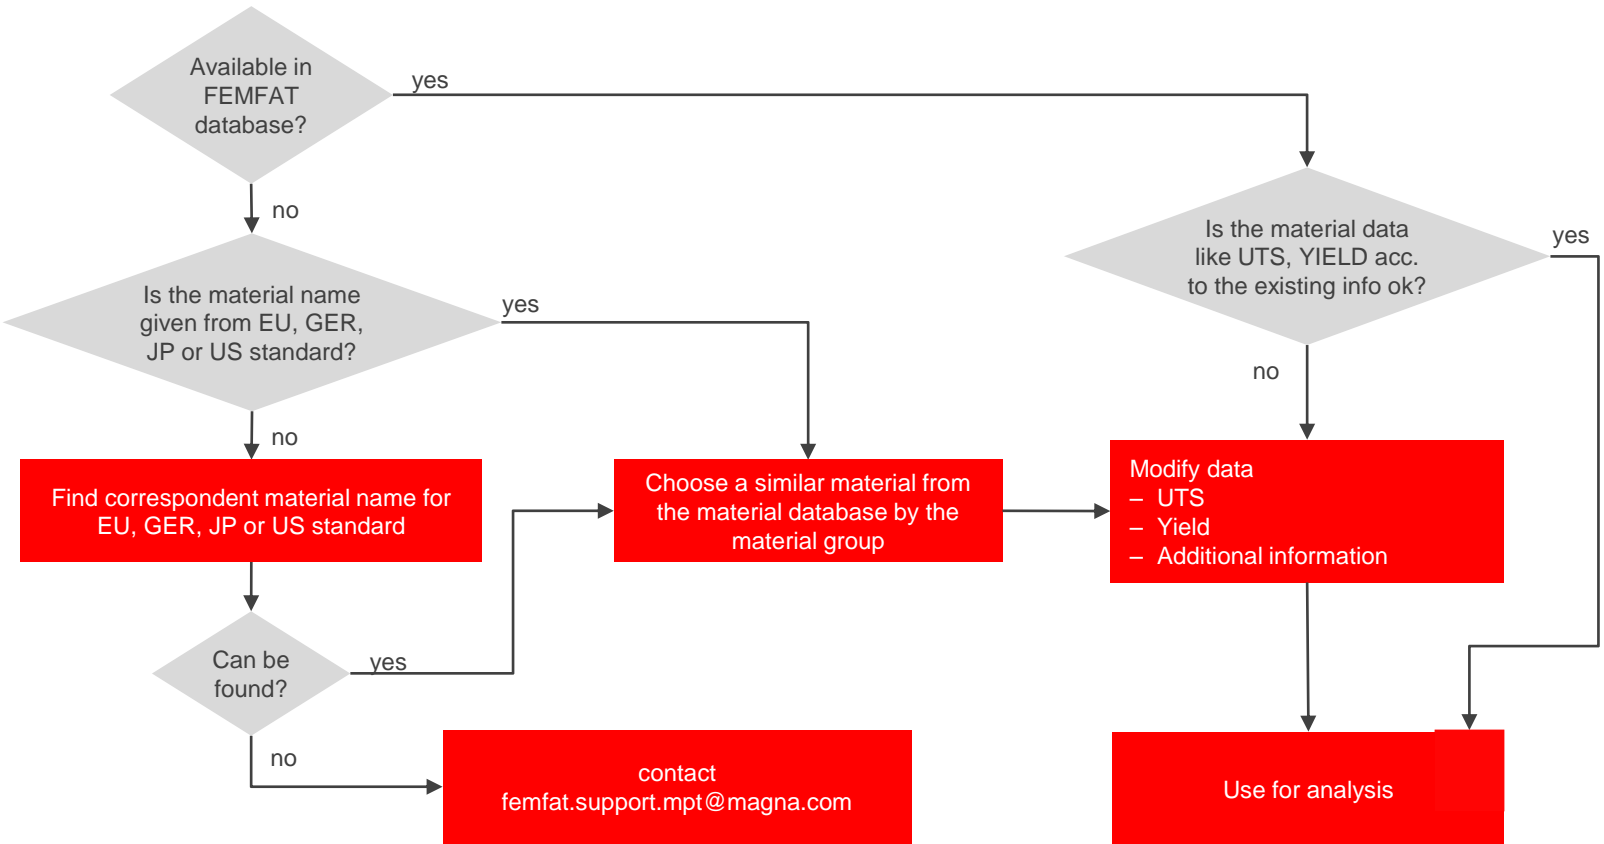 Available in
FEMFAT
database?
yes
no
Is the material data
like UTS, YIELD acc.
to the existing info ok?
yes
no
Is the material name
given from EU, GER,
JP or US standard?
yes
no
Find correspondent material name for
EU, GER, JP or US standard
Choose a similar material from
the material database by the
material group
Modify data
– UTS
– Yield
– Additional information
Can be
found?
yes
no
contact
femfat.support.mpt@magna.com
Use for analysis